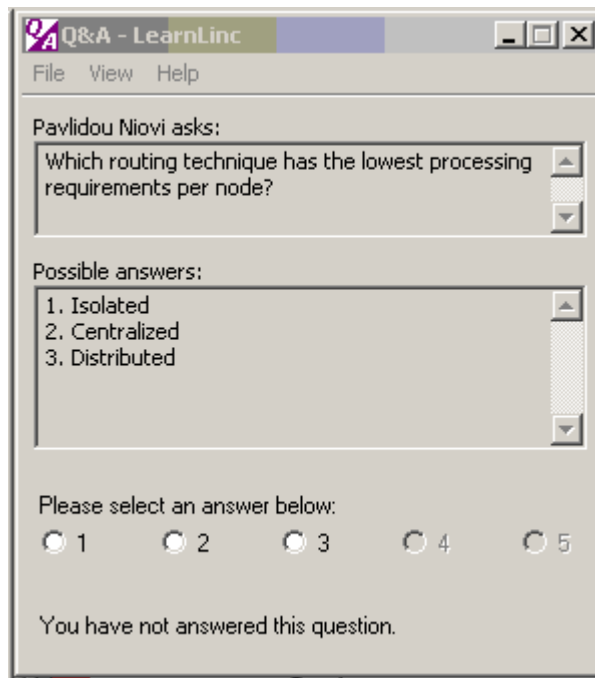 Q&A - LearnLinc
File View Help
Pavlidou Niovi asks:
Which routing technique has the lowest processing
requirements per node?
Possible answers:
1. Isolated
2. Centralized
3. Distributed
Please select an answer below:
1 2 3 4 5
You have not answered this question.